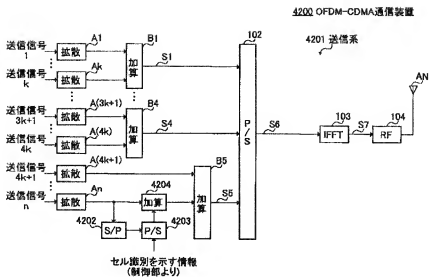 4200 OFDM-CDMA通信装置
4201 送信系
102
AN
送信信号
1
拡散
A1
B1
加算
S1
送信信号
k
拡散
Ak
送信信号
3k+1
拡散
A(3k+1)
B4
加算
S4
送信信号
4k
拡散
A(4k)
P/S
S6
103
IFFT
S7
104
RF
送信信号
4k+1
拡散
A(4k+1)
B5
加算
S5
送信信号
n
拡散
An
4204
加算
4202
S/P
P/S
4203
セル識別を示す情報
(制御部より)